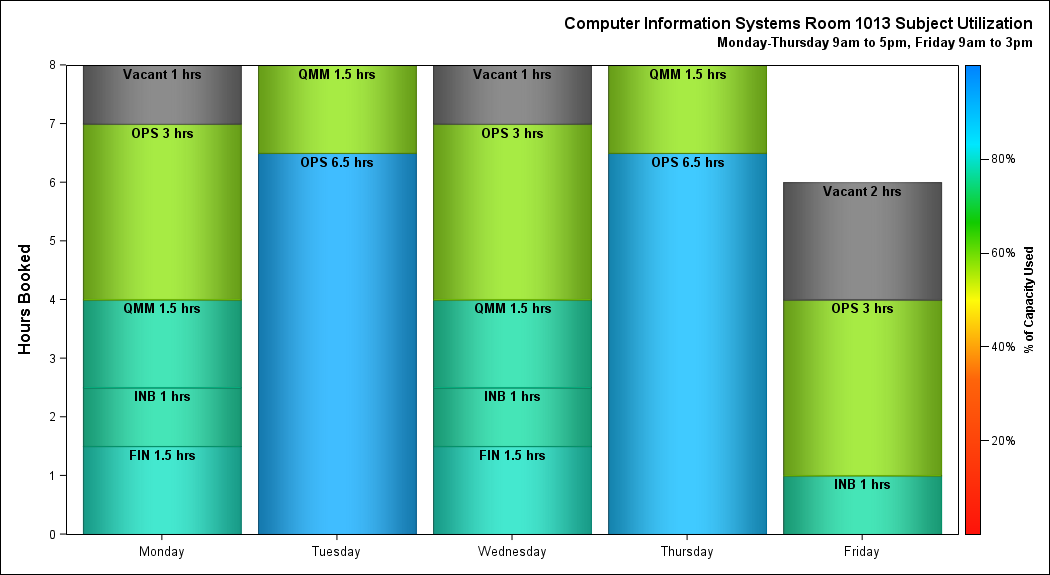 Computer Information Systems Room 1013 Subject Utilization
Monday-Thursday 9am to 5pm, Friday 9am to 3pm
Hours Booked
8
7
6
5
4
3
2
1
0
Vacant 1 hrs
OPS 3 hrs
QMM 1.5 hrs
INB 1 hrs
FIN 1.5 hrs
Monday
QMM 1.5 hrs
OPS 6.5 hrs
Tuesday
Vacant 1 hrs
OPS 3 hrs
QMM 1.5 hrs
INB 1 hrs
FIN 1.5 hrs
Wednesday
QMM 1.5 hrs
OPS 6.5 hrs
Thursday
Vacant 2 hrs
OPS 3 hrs
INB 1 hrs
Friday
80%
60%
40%
20%
% of Capacity Used